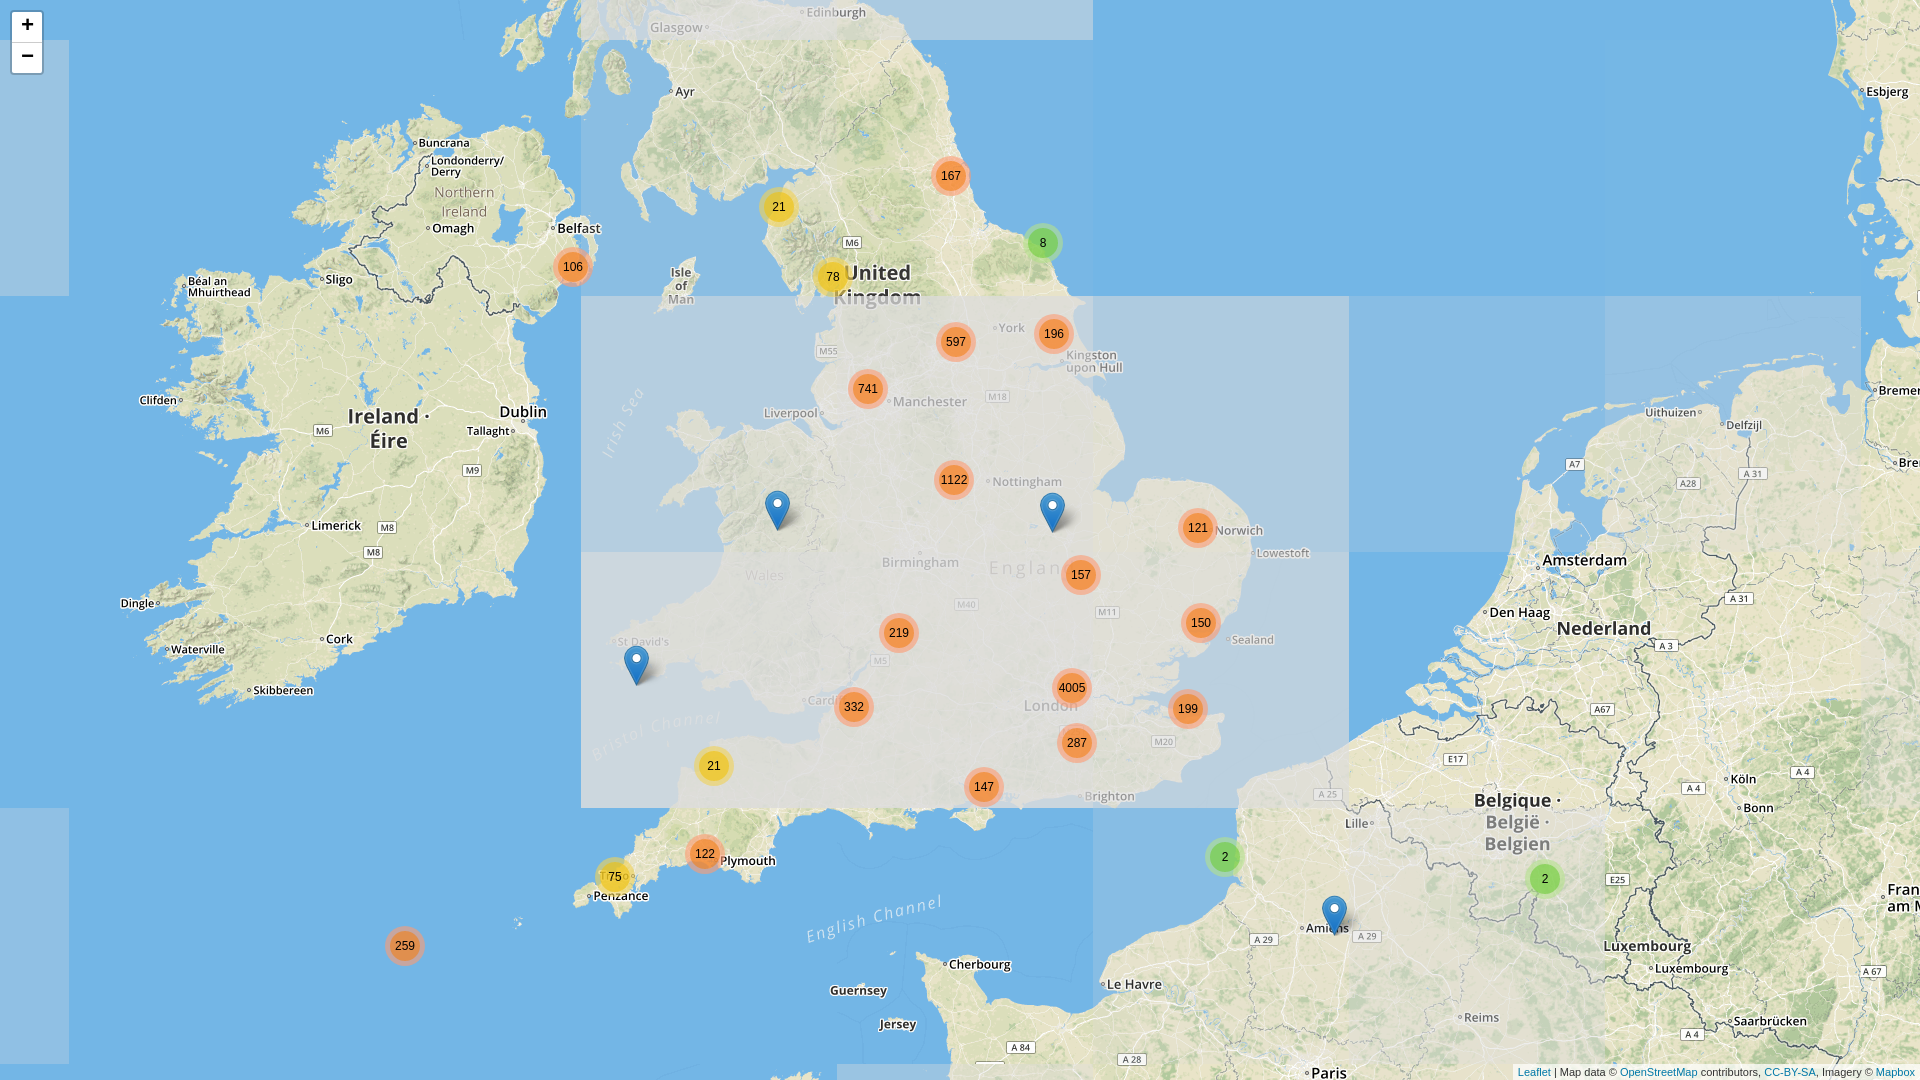 +
−
Edinburgh
Glasgow
Ayr
Esbjerg
Buncrana
Londonderry/
Derry
167
Northern
Ireland
21
Omagh
Belfast
M6
8
106
Isle
of
Man
78
United
Kingdom
Sligo
Béal an
Mhuirthead
York
196
597
M55
Kingston
upon Hull
741
Clifden
Manchester
M18
Bremer
Liverpool
Dublin
Uithuizen
Ireland ·
Éire
Irish Sea
Delfzijl
M6
Tallaght
M9
A7
A 31
Bre
1122
Nottingham
A28
Limerick
M8
121
Norwich
M8
Lowestoft
Birmingham
Amsterdam
Englan
Wales
157
Dingle
M40
M11
A 31
Den Haag
150
Nederland
219
Cork
St David's
Sealand
A 3
Waterville
M5
Skibbereen
4005
Cardi
332
London
199
A67
Bristol Channel
287
M20
E17
21
A 4
Köln
147
A 25
A 4
Brighton
Belgique ·
België ·
Belgien
Bonn
Lille
122
Plymouth
2
75
2
E25
Penzance
Fran
am M
English Channel
Amiens
A 29
A 29
259
Luxembourg
Cherbourg
Luxembourg
A 67
Guernsey
Le Havre
Jersey
Reims
Saarbrücken
A 4
A 84
A 28
Paris
Leaflet | Map data © OpenStreetMap contributors, CC-BY-SA, Imagery © Mapbox